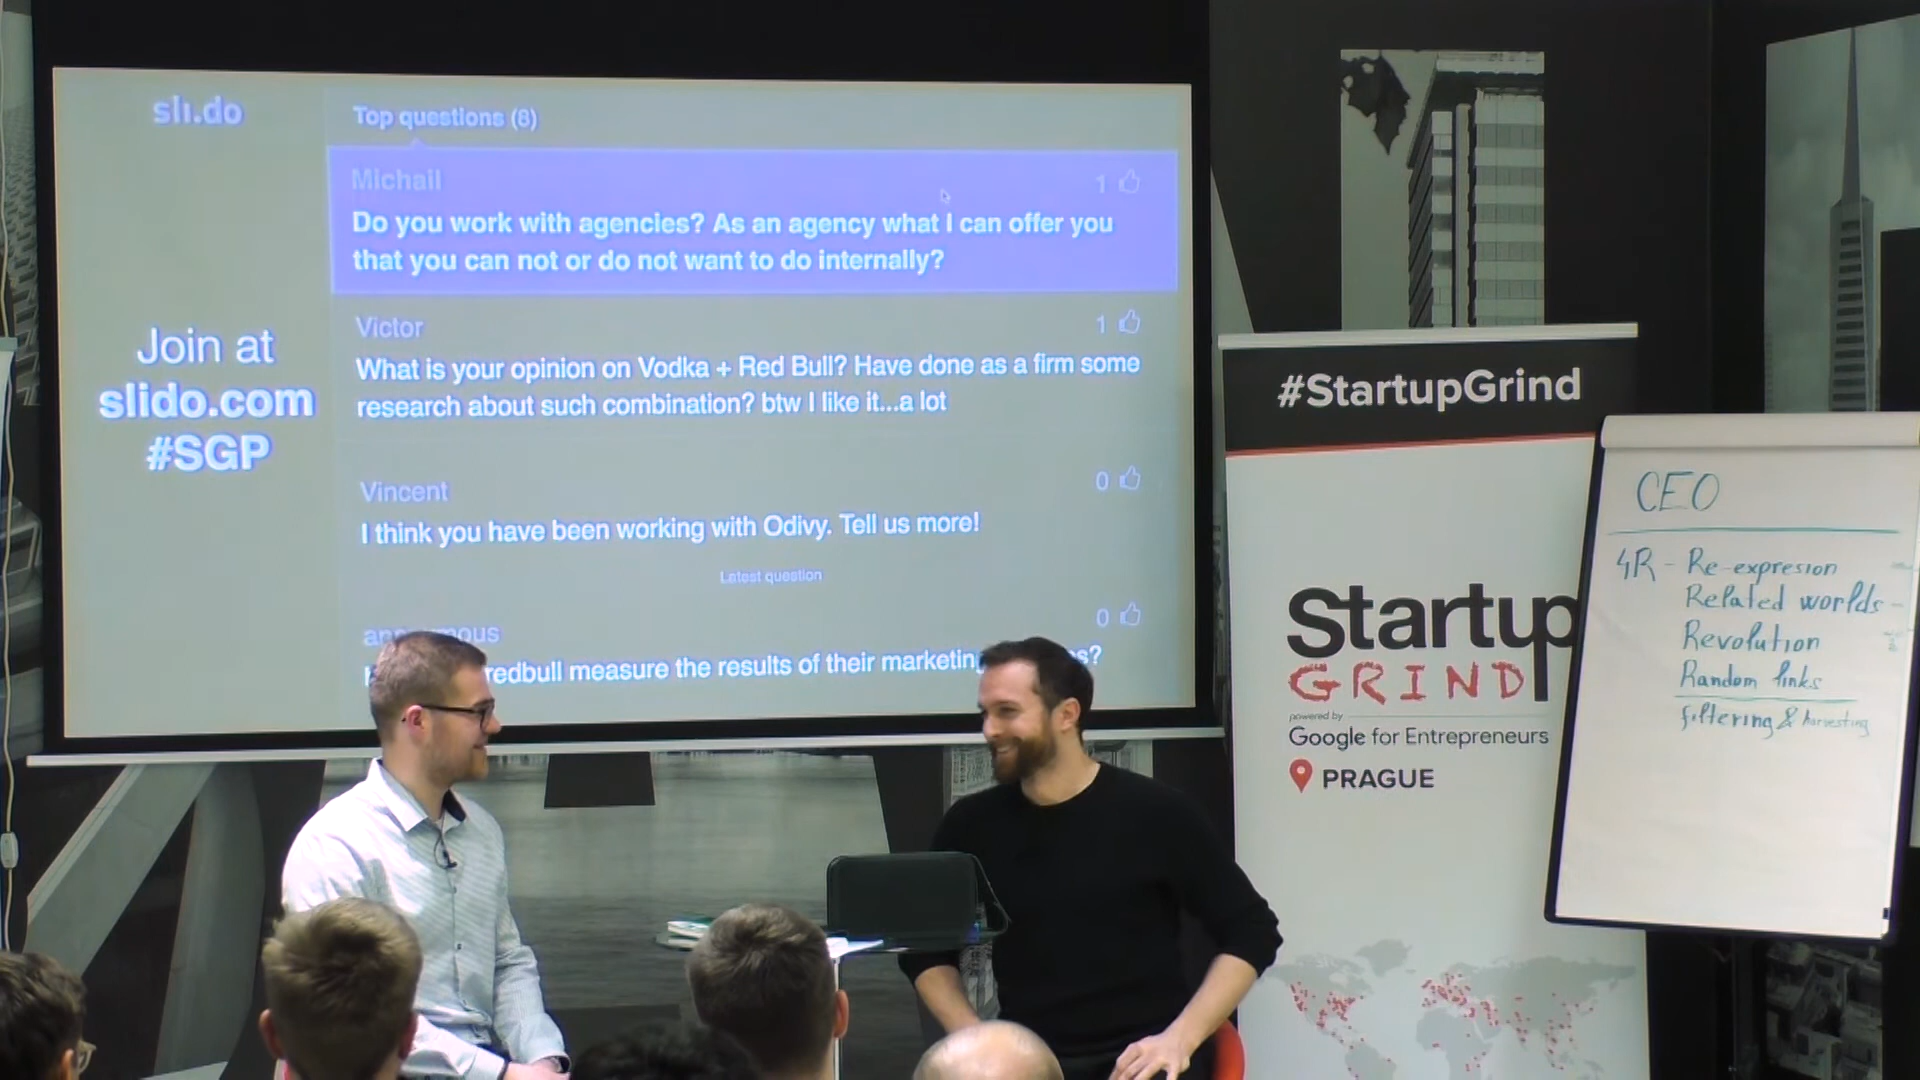 sli.do
Top questions (8)
Michail
1
Do you work with agencies? As an agency what I can offer you
that you can not or do not want to do internally?
Join at
slido.com
#SGP
Victor
1
What is your opinion on Vodka + Red Bull? Have done as a firm some
research about such combination? btw I like it...a lot
Vincent
0
I think you have been working with Odivy. Tell us more!
Latest question
0
redbull measure the results of their marketing
#StartupGrind
Startup
GRIND
powered by
Google for Entrepreneurs
PRAGUE
CEO
4R - Re-expresion
Related worlds -
Revolution
Random links
filtering & harvesting